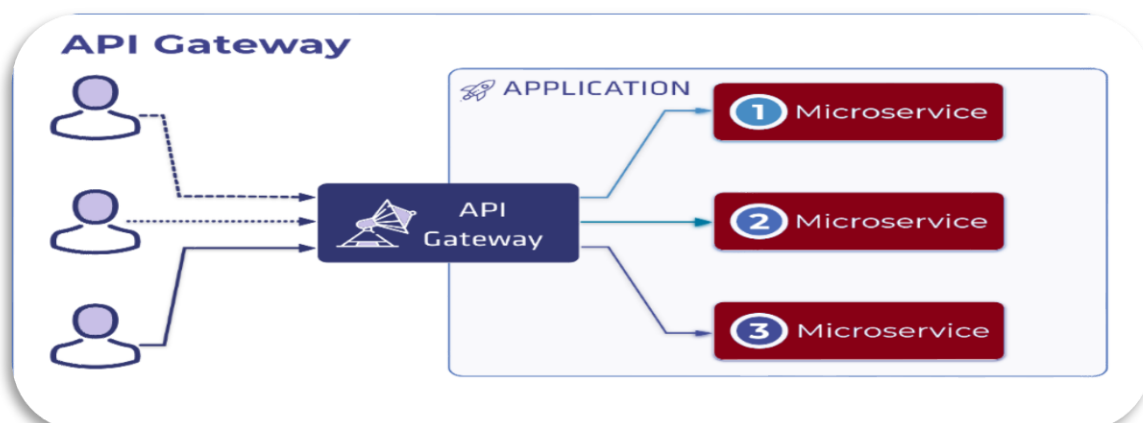 API Gateway
APPLICATION
1 Microservice
API
Gateway
2 Microservice
3 Microservice